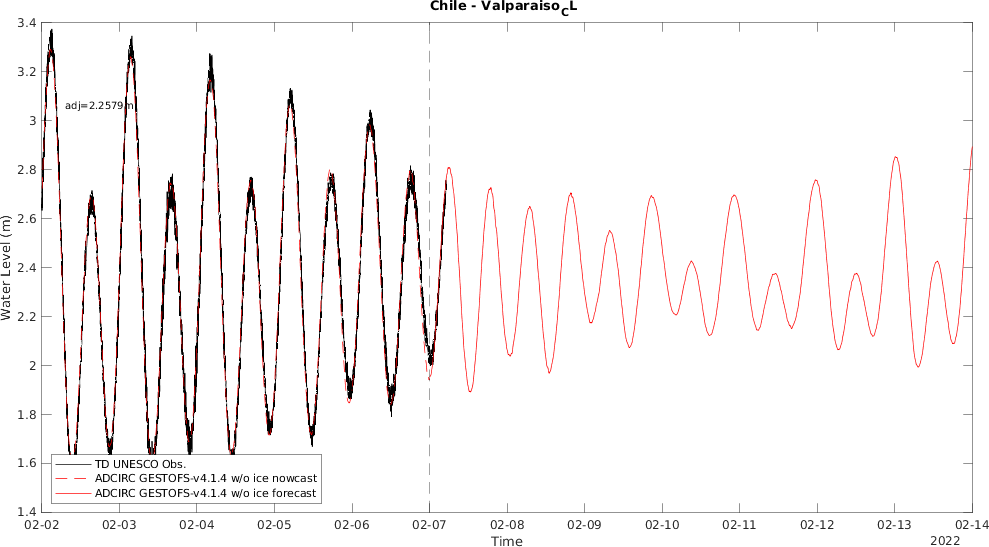 Chile - Valparaiso_CL
3.4
3.2
adj=2.2579m
3
2.8
2.6
2.4
2.2
2
1.8
1.6
1.4
Water Level (m)
TD UNESCO Obs.
ADCIRC GESTOFS-v4.1.4 w/o ice nowcast
ADCIRC GESTOFS-v4.1.4 w/o ice forecast
02-02 02-03 02-04 02-05 02-06 02-07 02-08 02-09 02-10 02-11 02-12 02-13 02-14
Time
2022